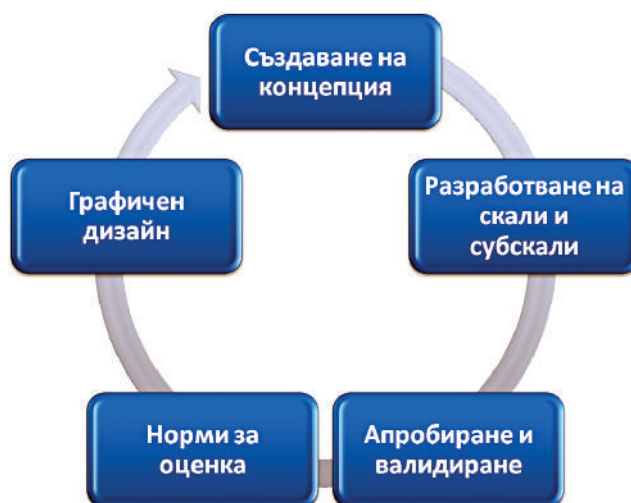 Създаване на
концепция
Разработване на
скали и
субскали
Апробиране и
валидиране
Норми за
оценка
Графичен
дизайн